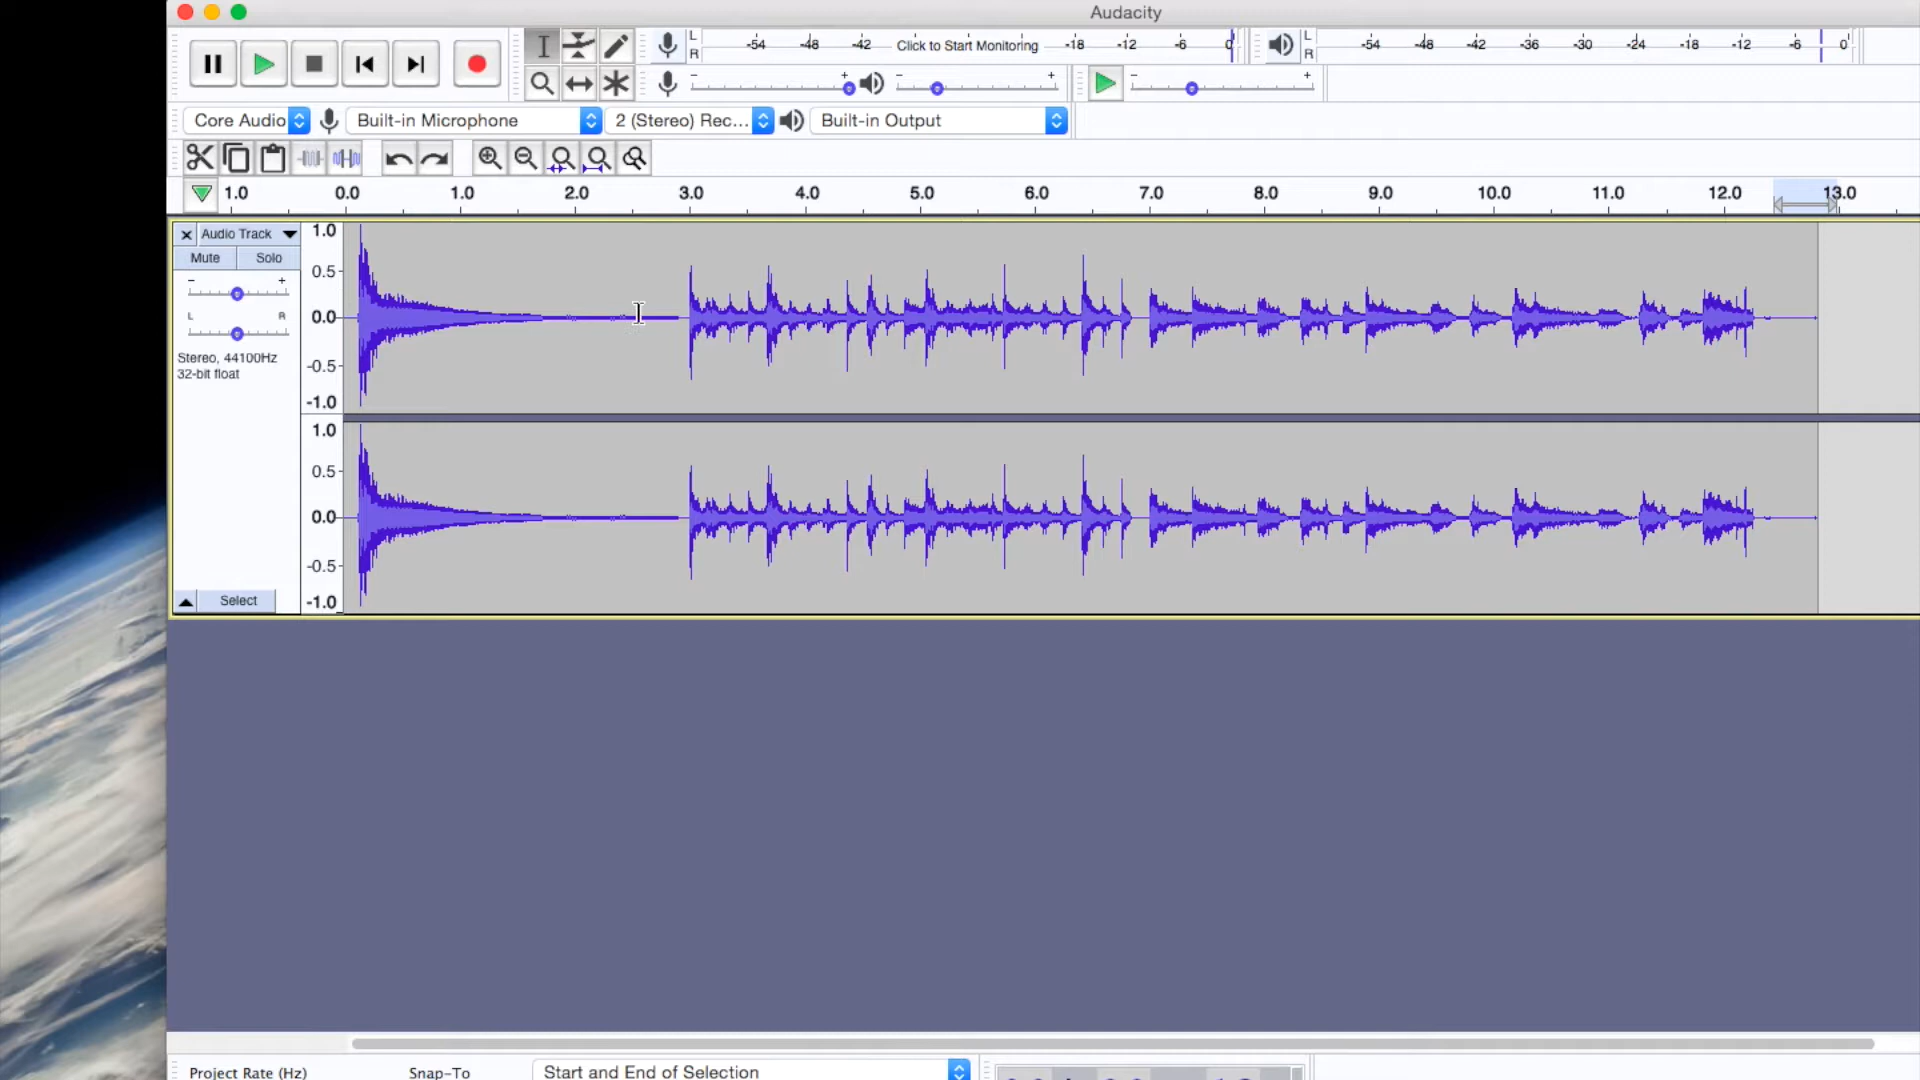 Audacity
L
R
-54 -48 -42 Click to Start Monitoring -18 -12 -6 0
L
R
-54 -48 -42 -36 -30 -24 -18 -12 -6 0
- +
- +
- +
Core Audio Built-in Microphone 2 (Stereo) Rec... Built-in Output
1.0 0.0 1.0 2.0 3.0 4.0 5.0 6.0 7.0 8.0 9.0 10.0 11.0 12.0 13.0
Audio Track
Mute Solo
- +
L R
Stereo, 44100Hz
32-bit float
1.0
0.5
0.0
-0.5
-1.0
1.0
0.5
0.0
-0.5
-1.0
Select
Project Rate (Hz) Snap-To Start and End of Selection